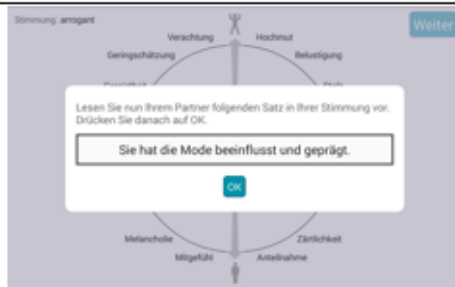 Stimmung: arrogant
Weiter
Verachtung
Hochmut
Geringschätzung
Belustigung
Lesen Sie nun Ihrem Partner folgenden Satz in Ihrer Stimmung vor.
Drücken Sie danach auf OK.
Sie hat die Mode beeinflusst und geprägt.
OK
Melancholie
Zärtlichkeit
Mitgefühl
Anteilnahme